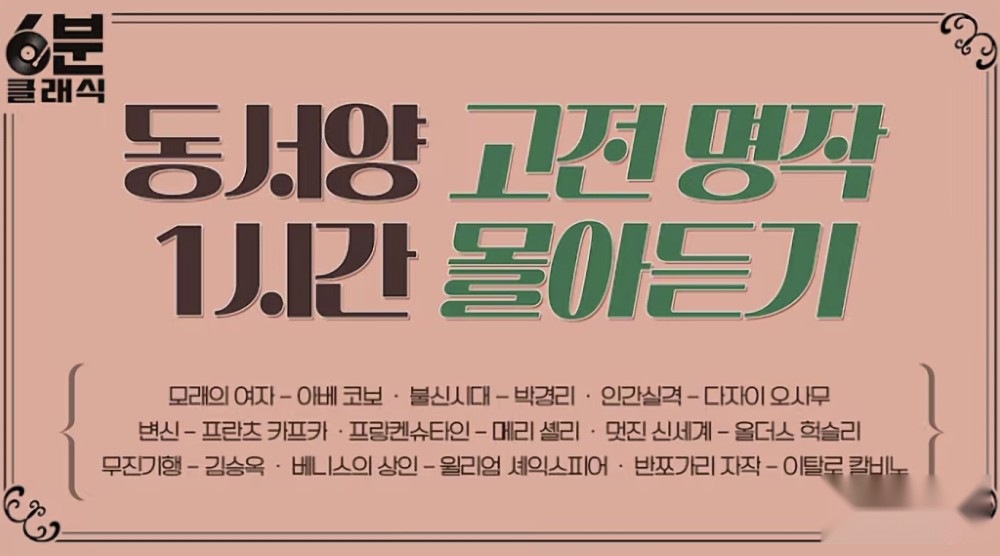 6분
클래식
동서양 고전 명작
1시간 몰아듣기
모래의 여자 – 아베 코보 · 불신시대 – 박경리 · 인간실격 – 다자이 오사무
변신 – 프란츠 카프카 · 프랑켄슈타인 – 메리 셸리 · 멋진 신세계 – 올더스 헉슬리
무진기행 – 김승옥 · 베니스의 상인 – 윌리엄 셰익스피어 · 반쪼가리 자작 – 이탈로 칼비노